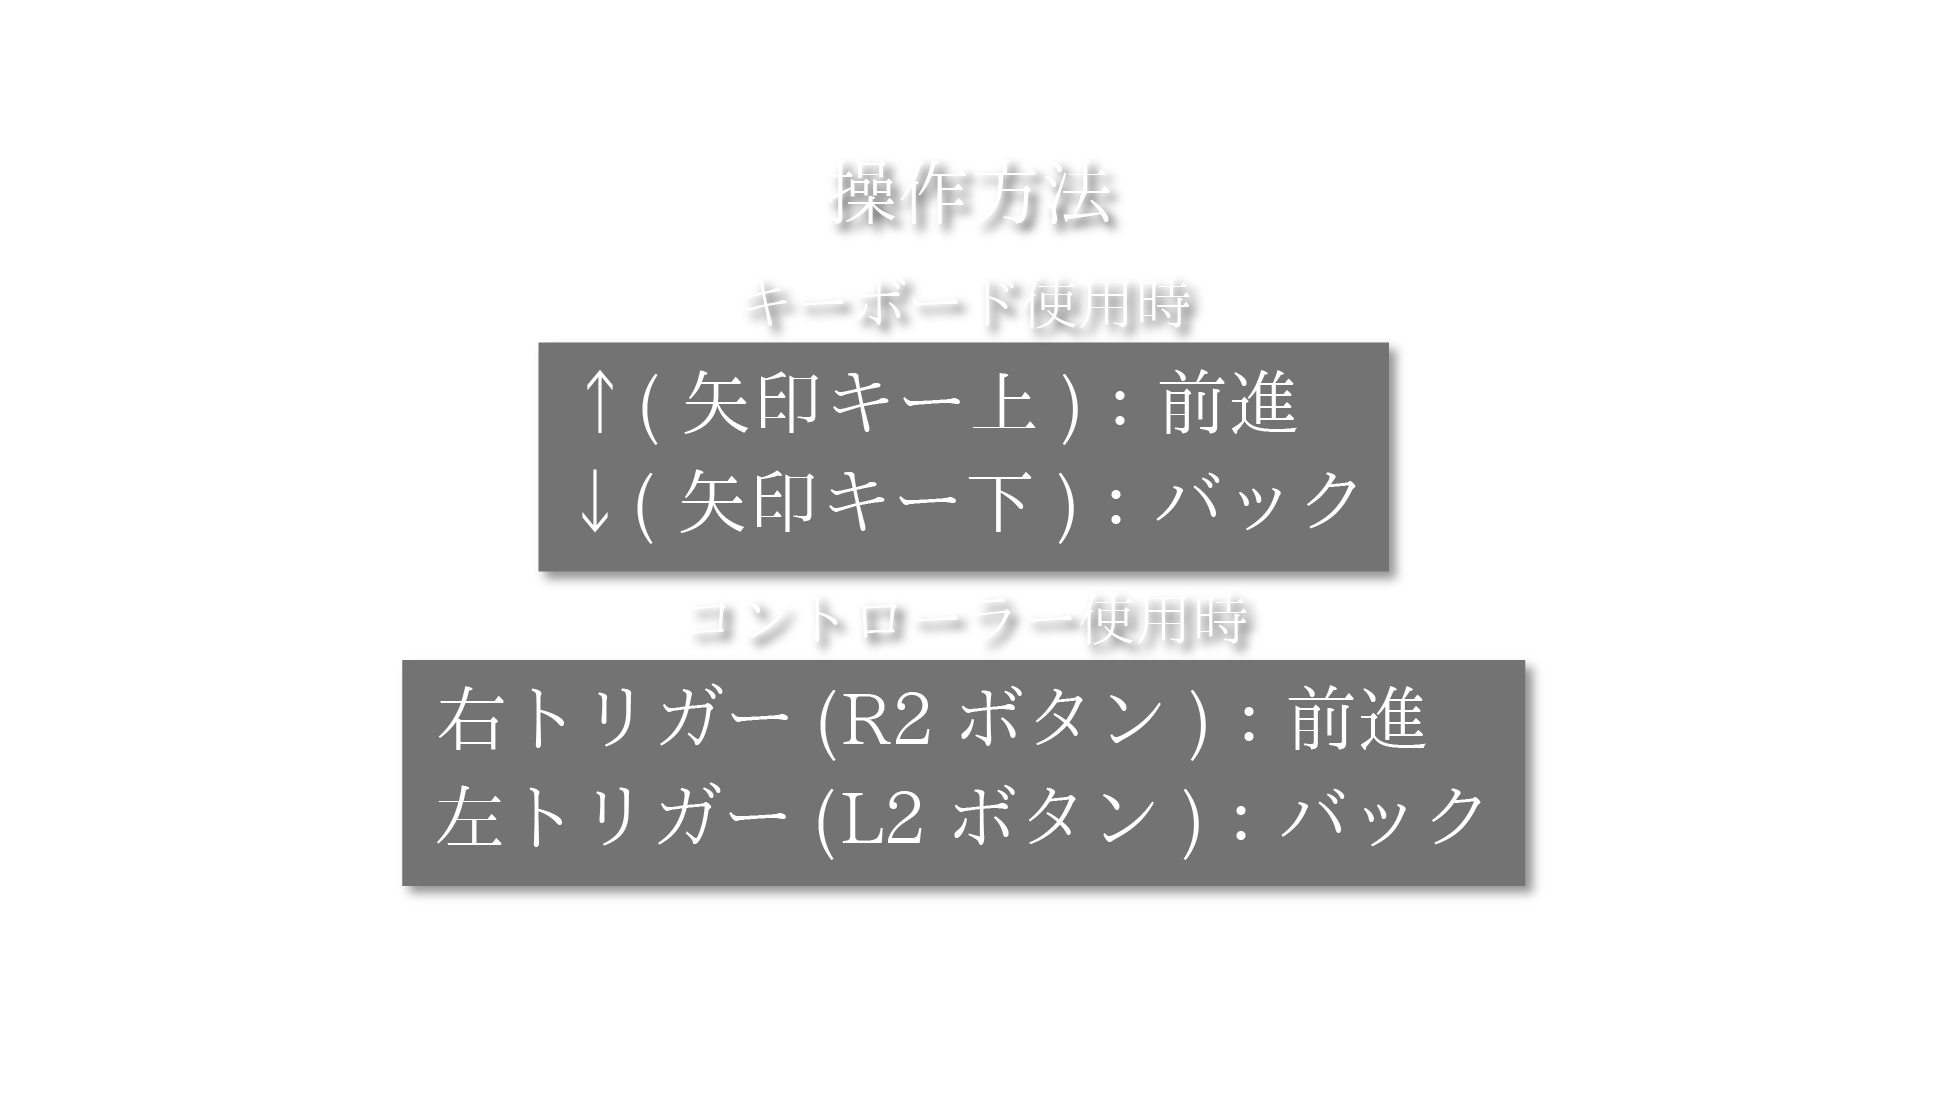 操作方法
キーボード使用時
↑(矢印キー上)：前進
↓(矢印キー下)：バック
コントローラー使用時
右トリガー(R2 ボタン)：前進
左トリガー(L2 ボタン)：バック